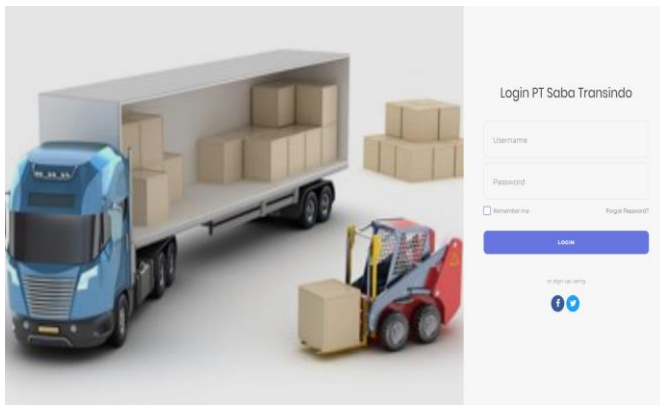 Login PT Saba Transindo
Username
Password
Remember me
Forgot Password?
LOGIN
or sign up using